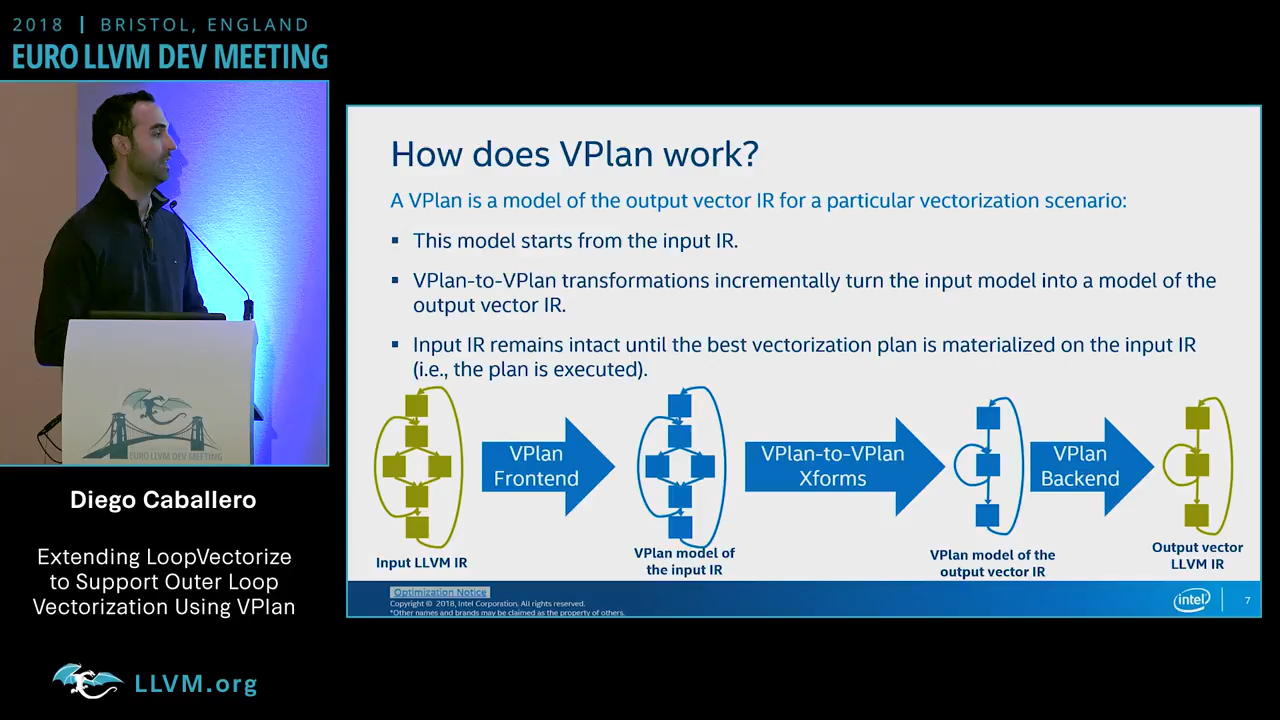 2018 | BRISTOL, ENGLAND
EURO LLVM DEV MEETING
EURO LLVM DEV MEETING
Diego Caballero
Extending LoopVectorize
to Support Outer Loop
Vectorization Using VPlan
LLVM.org
How does VPlan work?
A VPlan is a model of the output vector IR for a particular vectorization scenario:
▪ This model starts from the input IR.
▪ VPlan-to-VPlan transformations incrementally turn the input model into a model of the
output vector IR.
▪ Input IR remains intact until the best vectorization plan is materialized on the input IR
(i.e., the plan is executed).
VPlan
Frontend
VPlan-to-VPlan
Xforms
VPlan
Backend
Input LLVM IR
VPlan model of
the input IR
VPlan model of the
output vector IR
Output vector
LLVM IR
Optimization Notice
Copyright © 2018, Intel Corporation. All rights reserved.
*Other names and brands may be claimed as the property of others.
intel
7